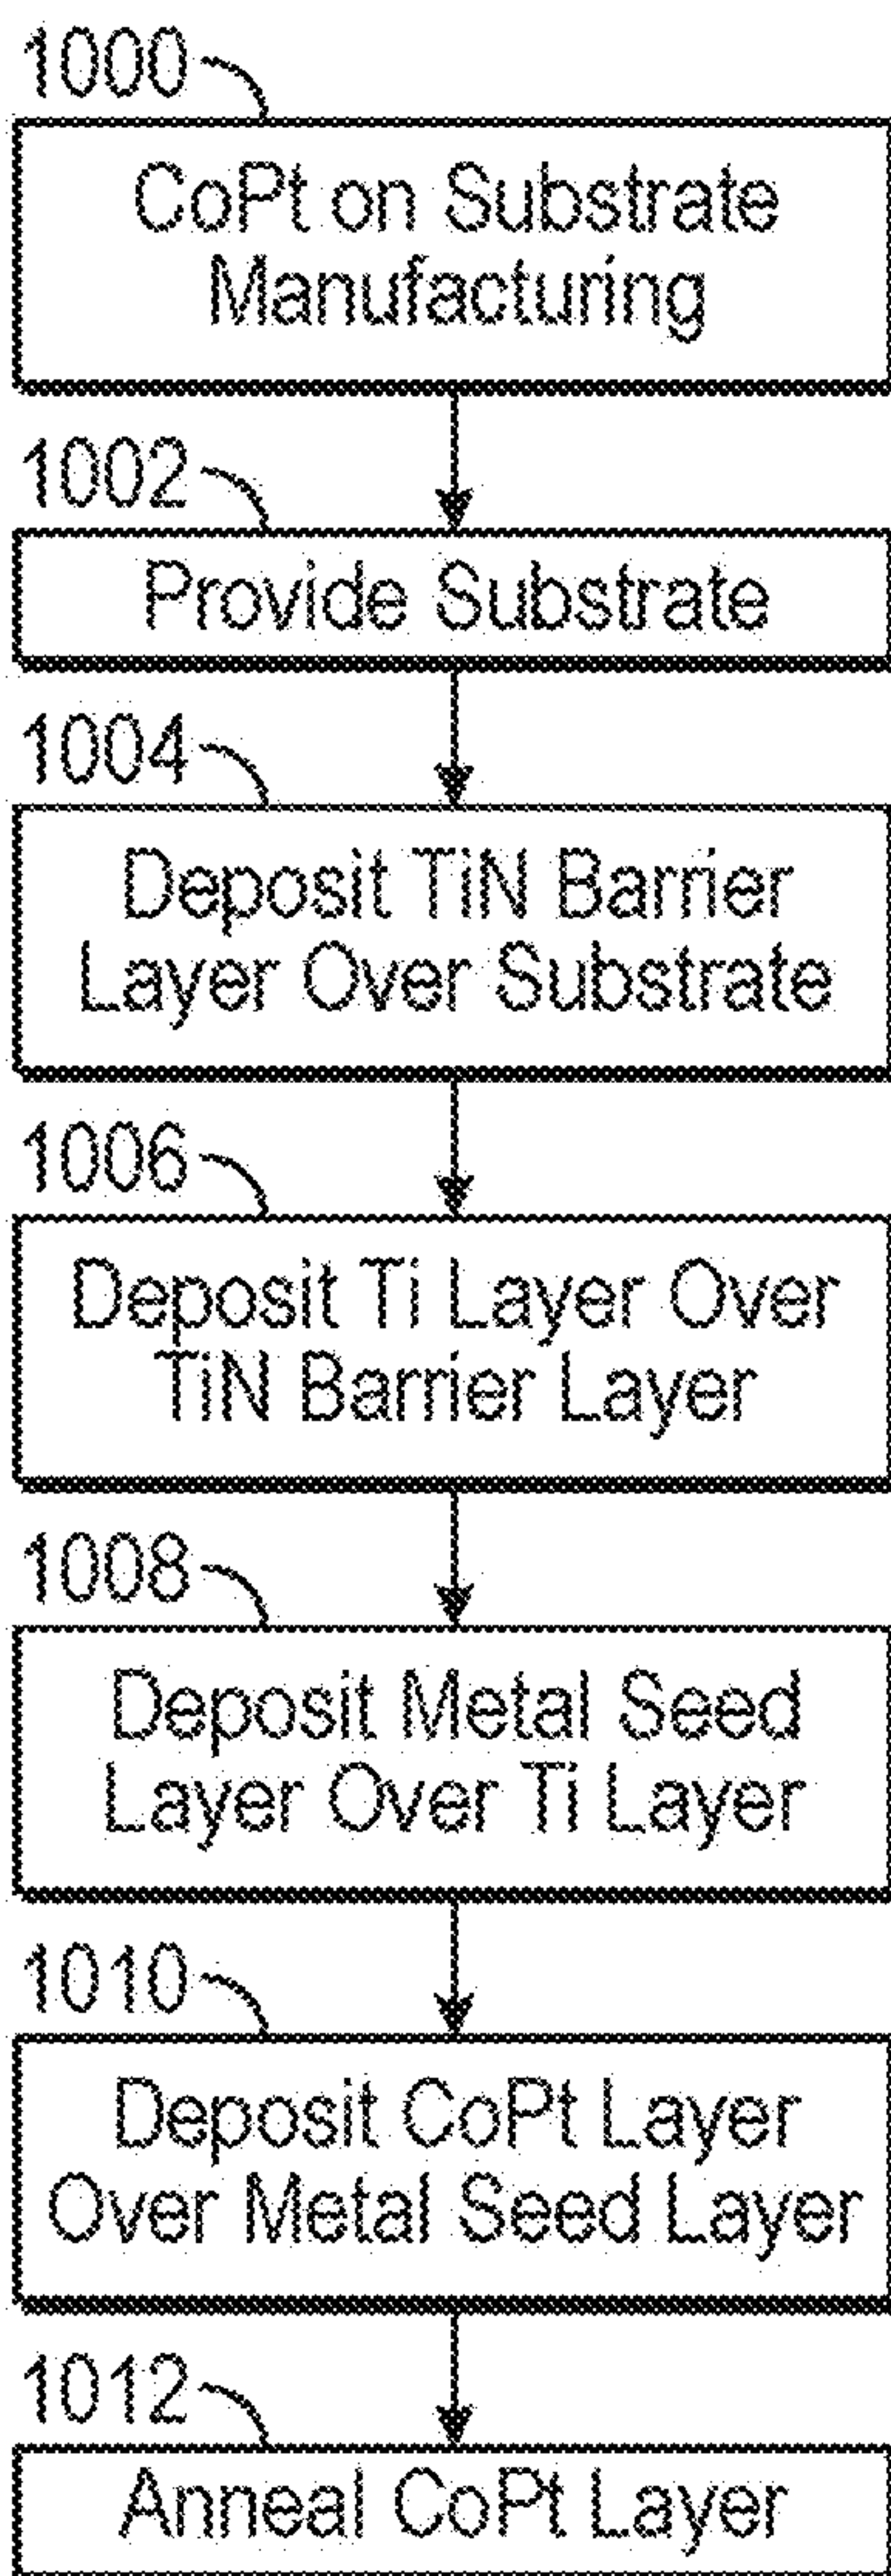 1000
CoPt on Substrate
Manufacturing
1002
Provide Substrate
1004
Deposit TiN Barrier
Layer Over Substrate
1006
Deposit Ti Layer Over
TiN Barrier Layer
1008
Deposit Metal Seed
Layer Over Ti Layer
1010
Deposit CoPt Layer
Over Metal Seed Layer
1012
Anneal CoPt Layer